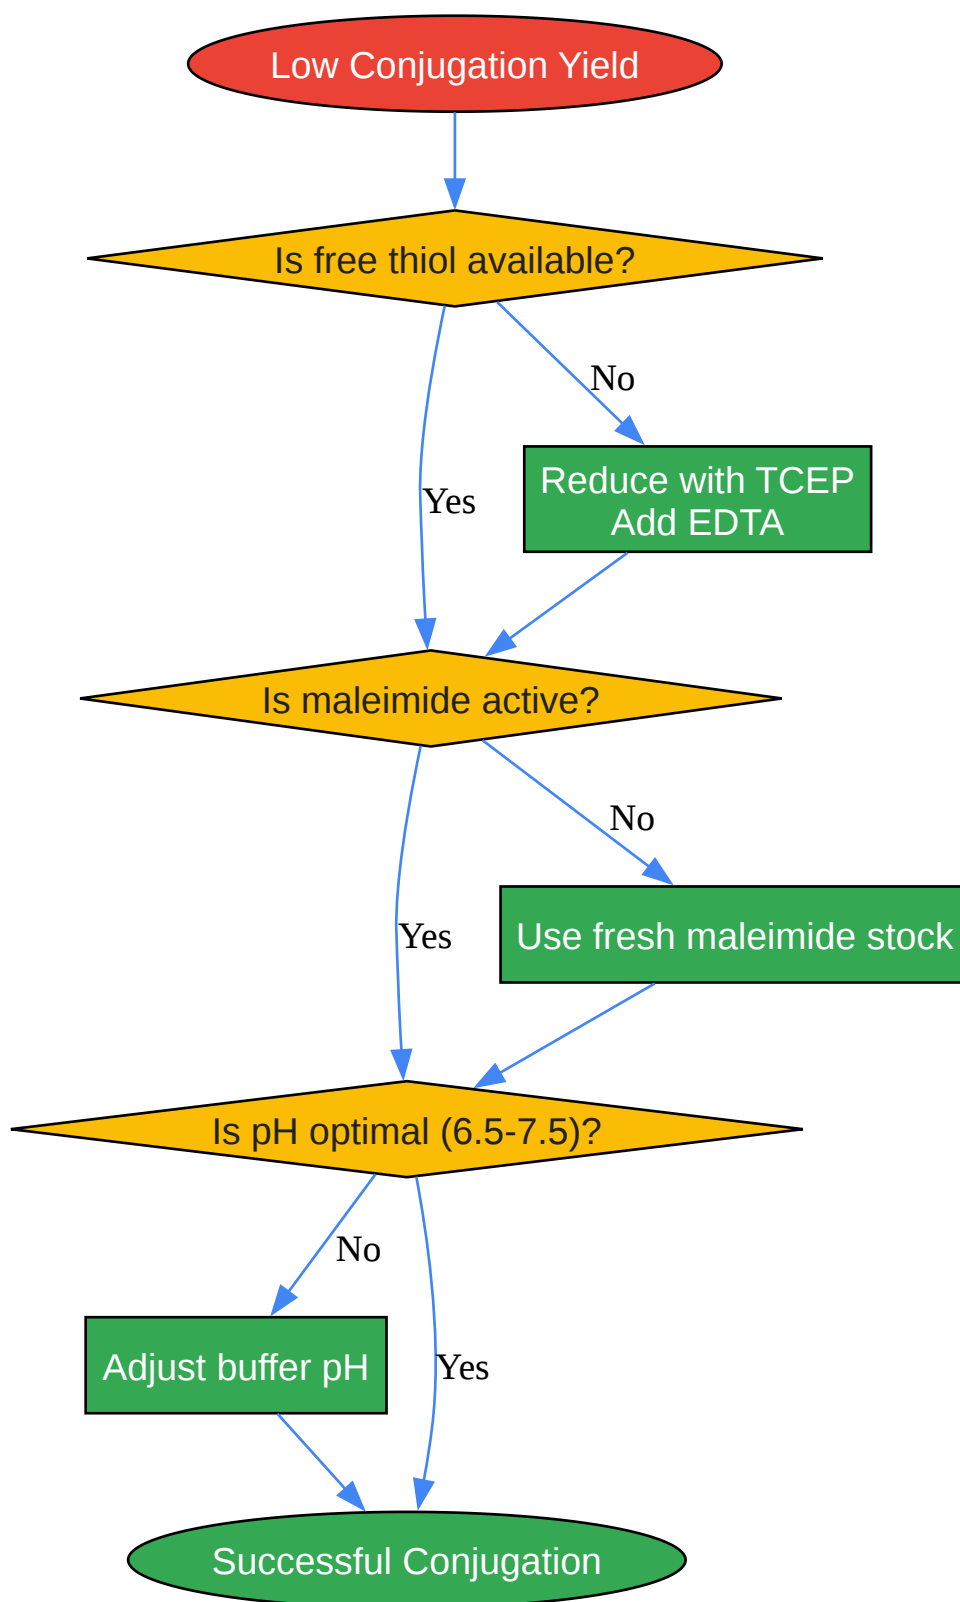 Low Conjugation Yield
Is free thiol available?
No
Reduce with TCEP
Add EDTA
Yes
Is maleimide active?
No
Yes
Use fresh maleimide stock
Is pH optimal (6.5-7.5)?
No
Adjust buffer pH
Yes
Successful Conjugation